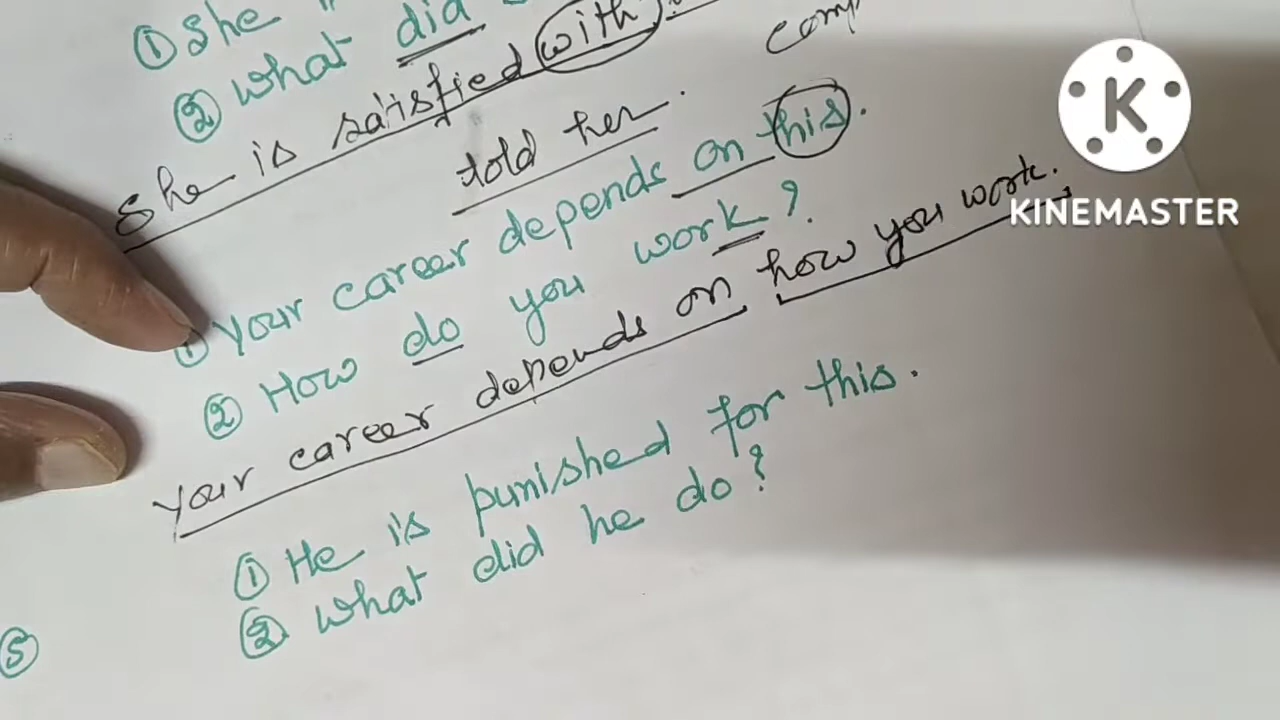 ① She
② What did
She is satisfied with
told her.
① Your career depends on this.
② How do you work?
Your career depends on how you work.
① He is punished for this.
② What did he do?
⑤
K
KINEMASTER